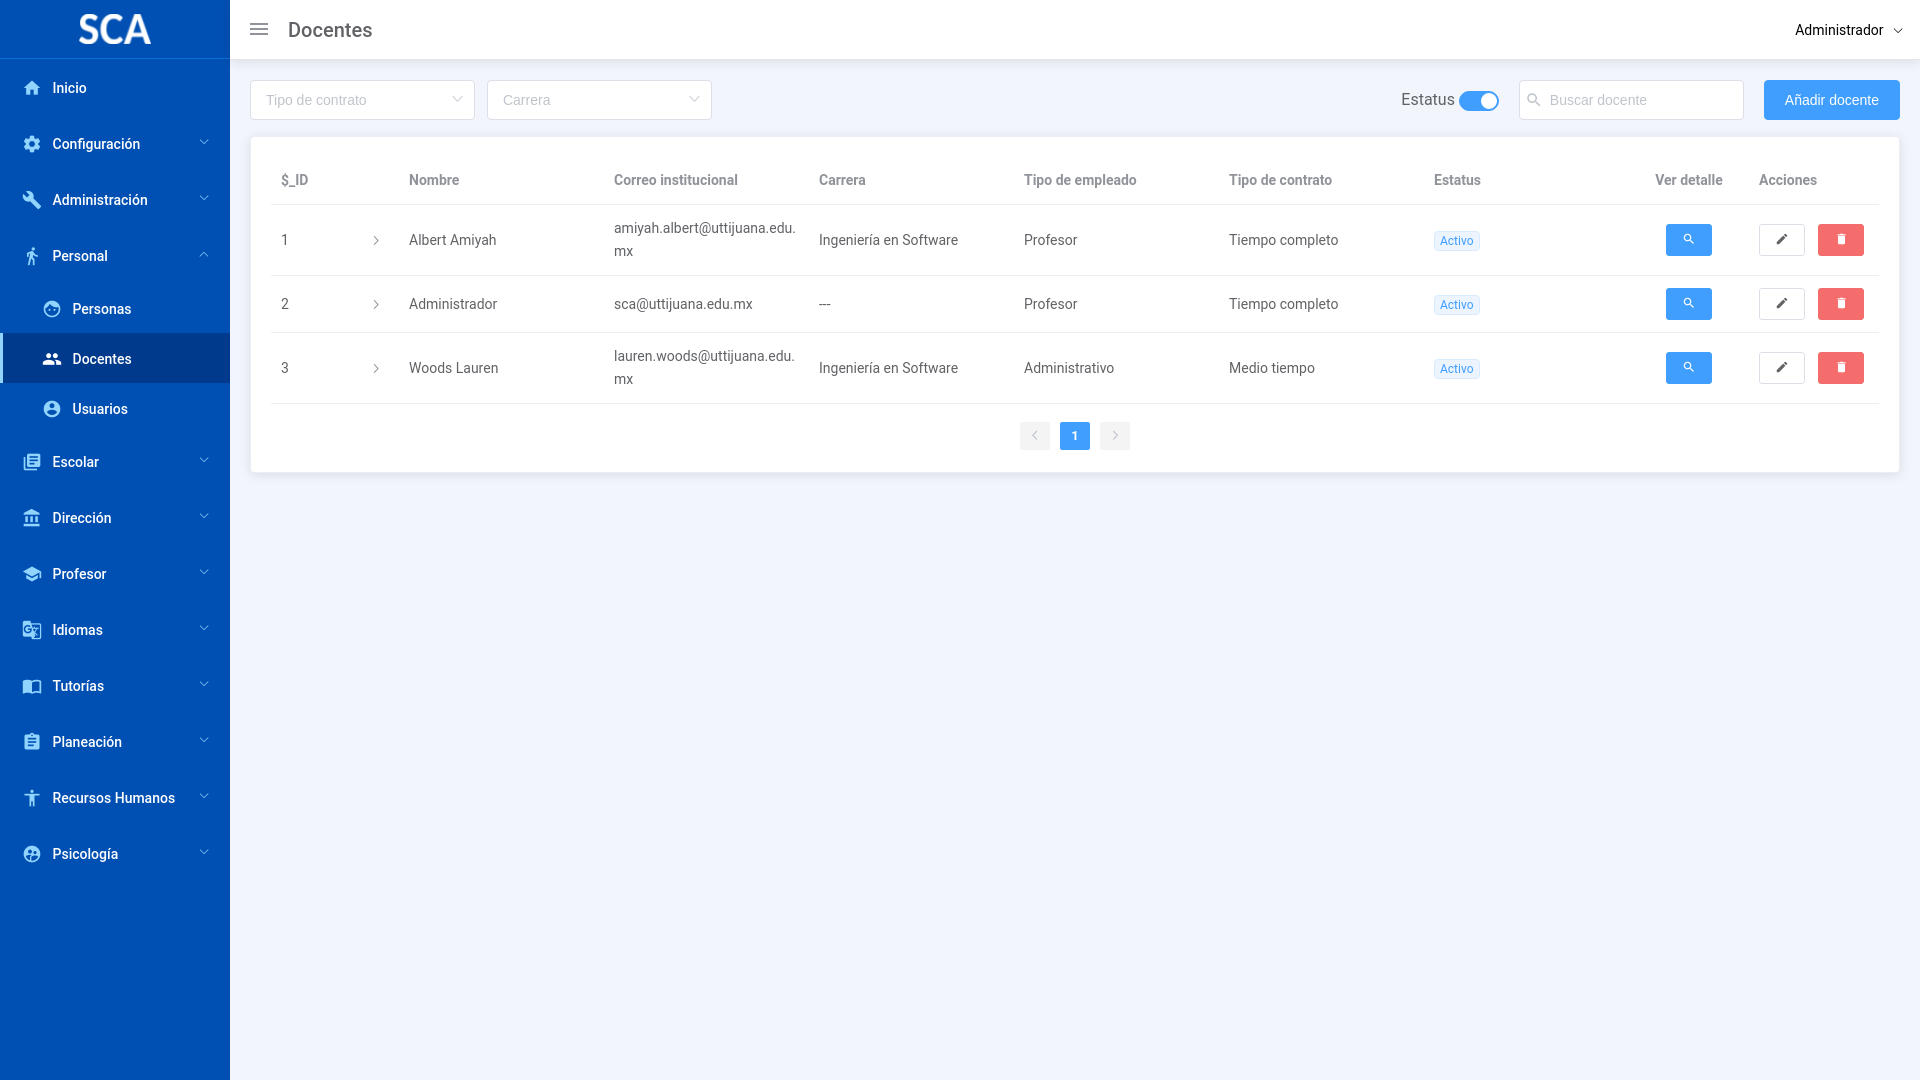 SCA
Docentes
Administrador
Inicio
Configuración
Administración
Personal
Personas
Docentes
Usuarios
Escolar
Dirección
Profesor
Idiomas
Tutorías
Planeación
Recursos Humanos
Psicología
Tipo de contrato
Carrera
Estatus
Buscar docente
Añadir docente
$_ID Nombre Correo institucional Carrera Tipo de empleado Tipo de contrato Estatus Ver detalle Acciones
1 Albert Amiyah amiyah.albert@uttijuana.edu. Ingeniería en Software Profesor Tiempo completo Activo
mx
2 Administrador sca@uttijuana.edu.mx --- Profesor Tiempo completo Activo
3 Woods Lauren lauren.woods@uttijuana.edu. Ingeniería en Software Administrativo Medio tiempo Activo
mx
1